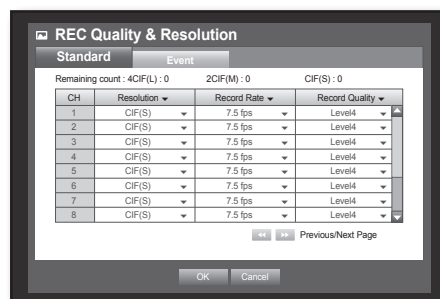 REC Quality & Resolution
Standard Event
Remaining count : 4CIF(L) : 0 2CIF(M) : 0 CIF(S) : 0
CH Resolution Record Rate Record Quality
1 CIF(S) 7.5 fps Level4
2 CIF(S) 7.5 fps Level4
3 CIF(S) 7.5 fps Level4
4 CIF(S) 7.5 fps Level4
5 CIF(S) 7.5 fps Level4
6 CIF(S) 7.5 fps Level4
7 CIF(S) 7.5 fps Level4
8 CIF(S) 7.5 fps Level4
Previous/Next Page
OK Cancel